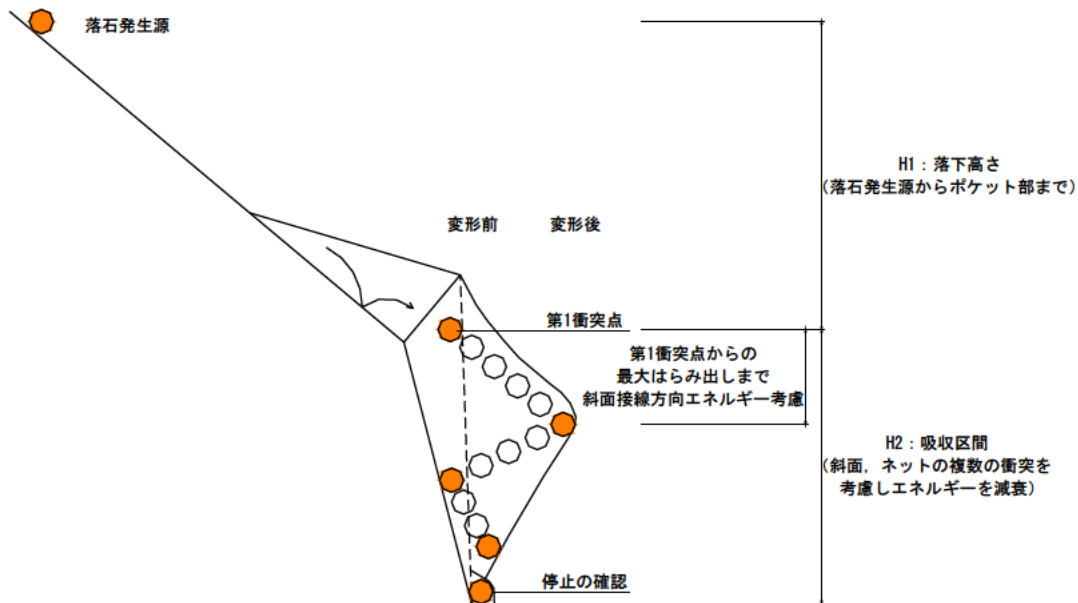 落石発生源
H1：落下高さ
(落石発生源からポケット部まで)
変形前
変形後
第1衝突点
第1衝突点からの
最大はらみ出しまで
斜面接線方向エネルギー考慮
H2：吸収区間
(斜面，ネットの複数の衝突を
考慮しエネルギーを減衰)
停止の確認